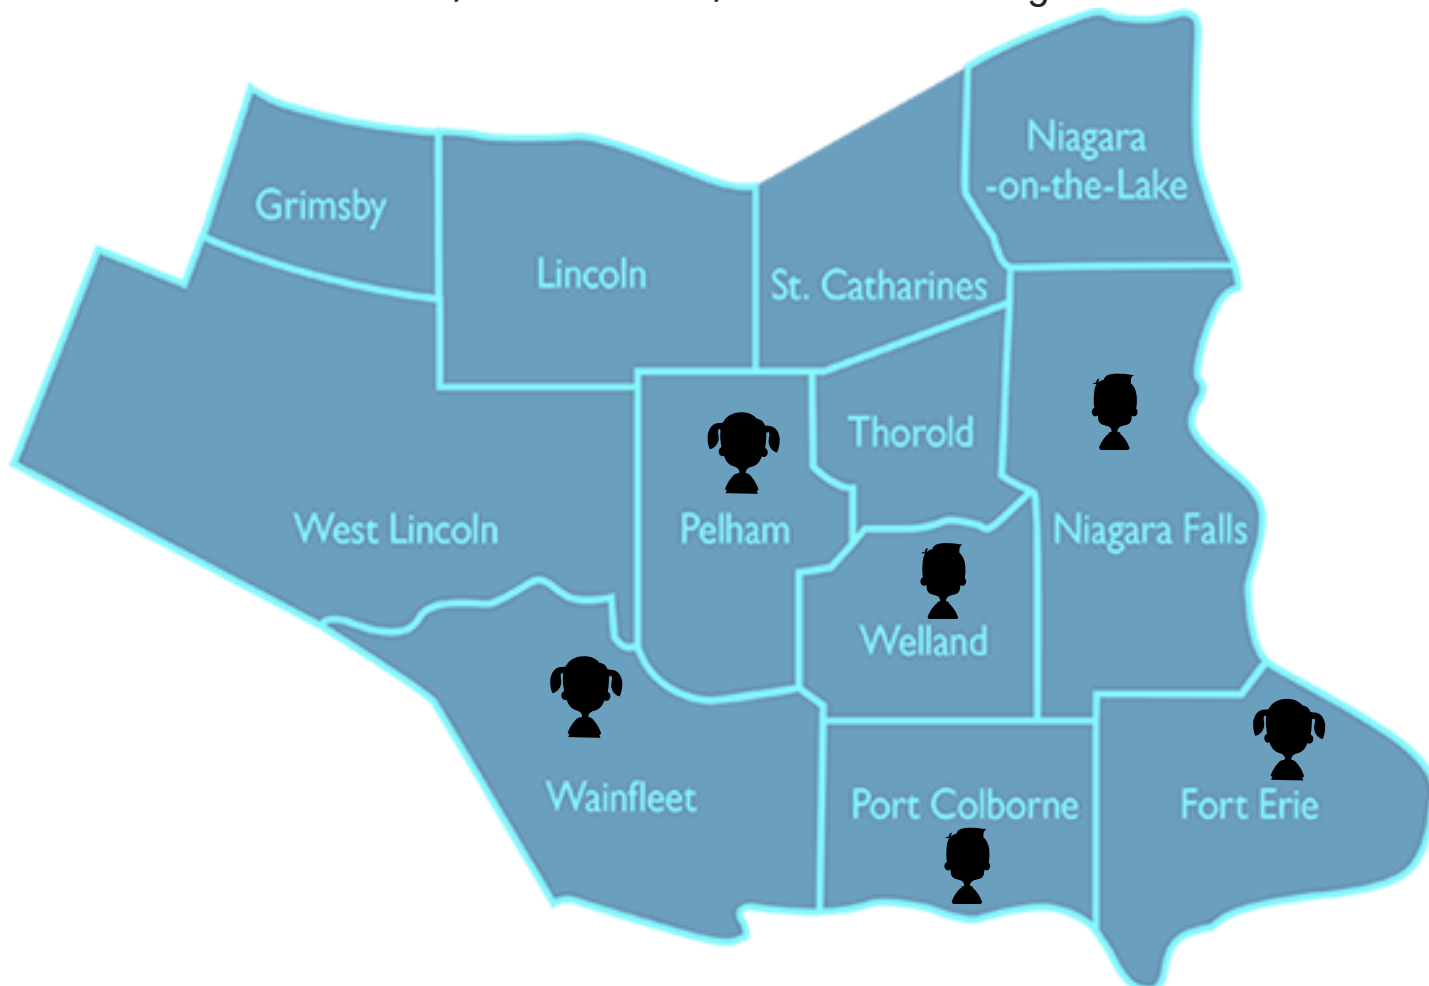 Niagara
-on-the-Lake
Grimsby
Lincoln
St. Catharines
Thorold
West Lincoln
Pelham
Niagara Falls
Welland
Wainfleet
Port Colborne
Fort Erie